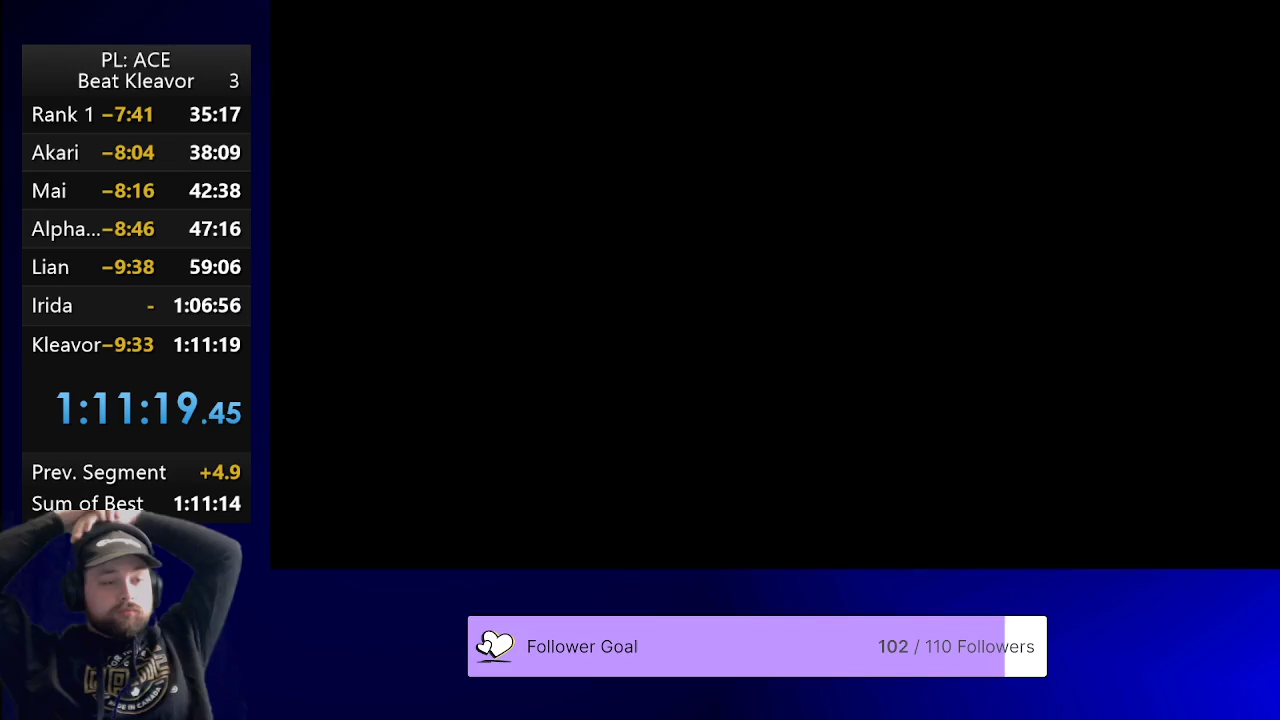 PL: ACE
Beat Kleavor 3
Rank 1 −7:41 35:17
Akari −8:04 38:09
Mai −8:16 42:38
Alpha... −8:46 47:16
Lian −9:38 59:06
Irida - 1:06:56
Kleavor −9:33 1:11:19
1:11:19.45
Prev. Segment +4.9
Sum of Best 1:11:14
Follower Goal 102 / 110 Followers